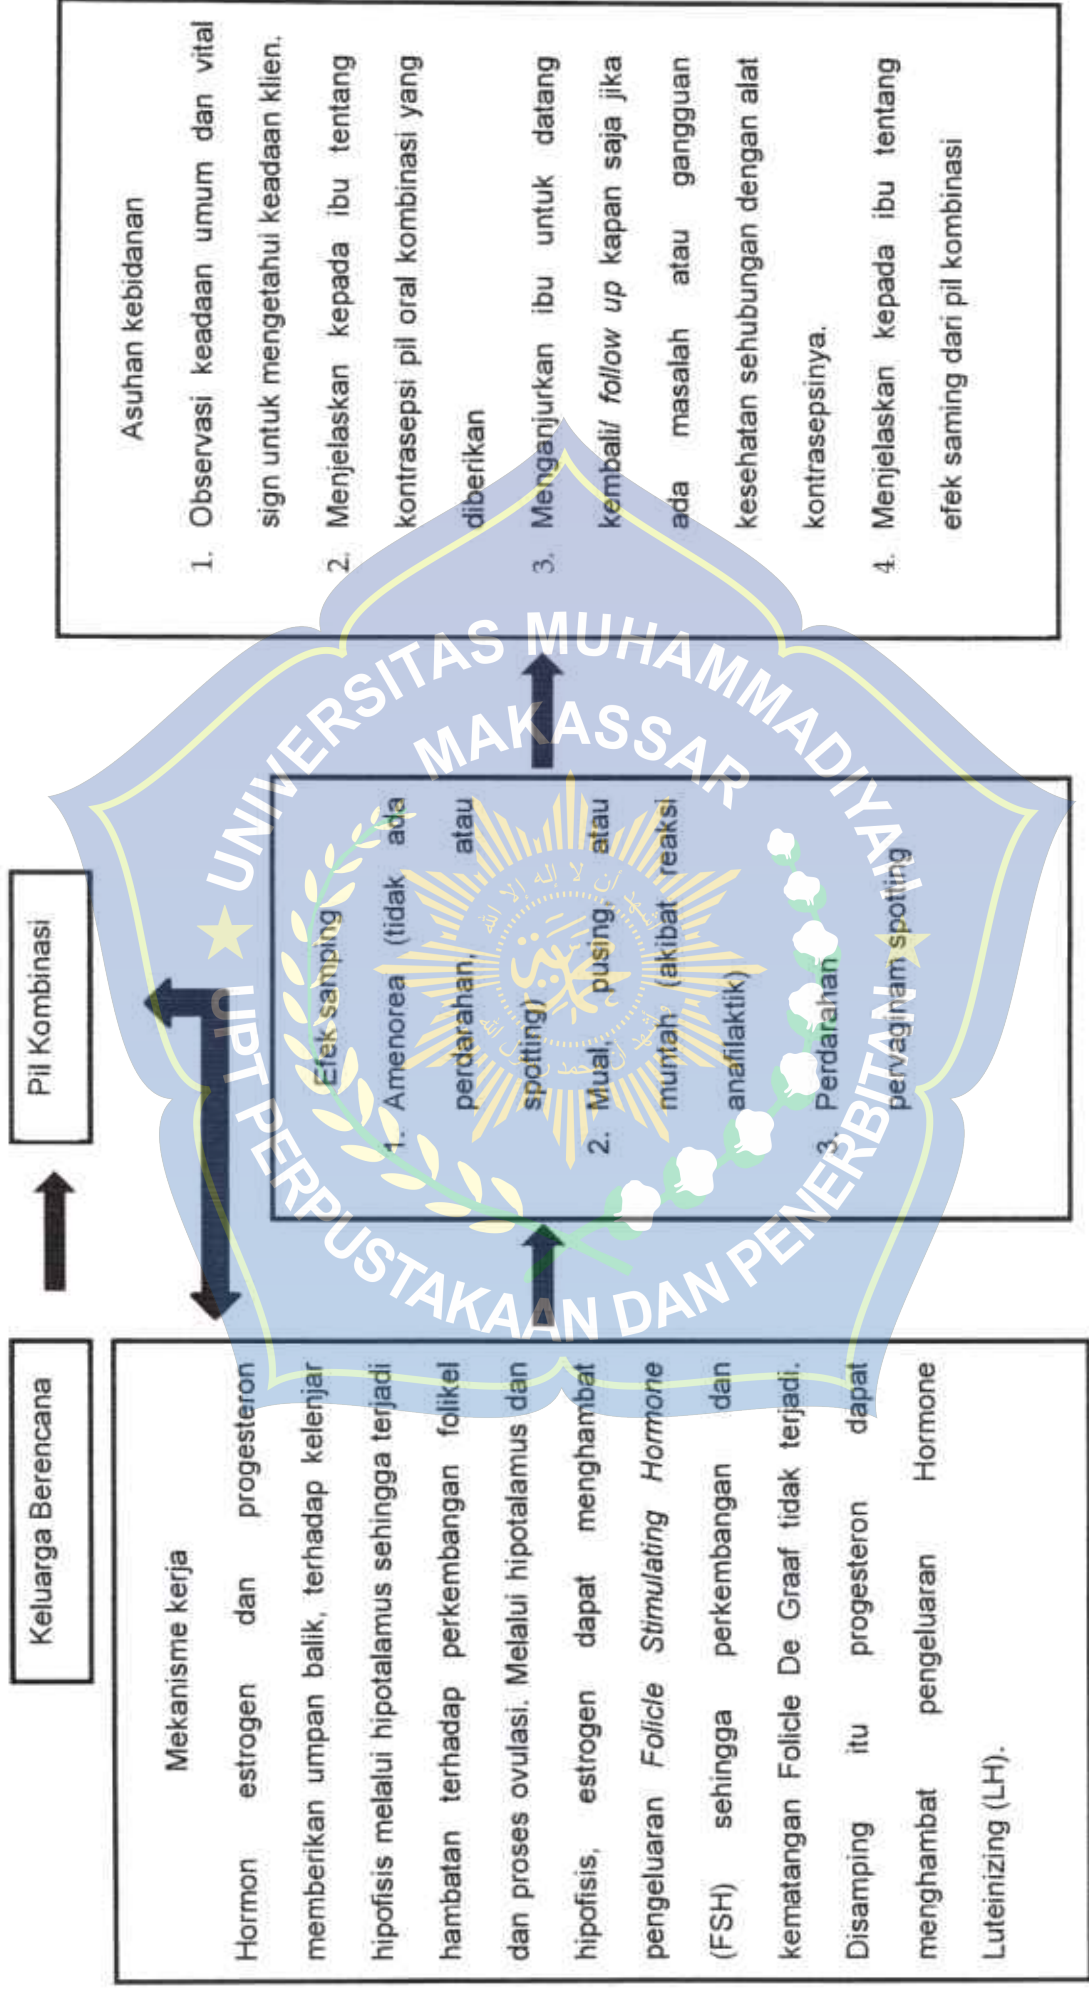 Keluarga Berencana
Pil Kombinasi
Mekanisme kerja
Hormon estrogen dan progesteron
memberikan umpan balik, terhadap kelenjar
hipofisis melalui hipotalamus sehingga terjadi
hambatan terhadap perkembangan folikel
dan proses ovulasi. Melalui hipotalamus dan
hipofisis, estrogen dapat menghambat
pengeluaran Folicle Stimulating Hormone
(FSH) sehingga perkembangan dan
kematangan Folicle De Graaf tidak terjadi.
Disamping itu progesteron dapat
menghambat pengeluaran Hormone
Luteinizing (LH).
Efek samping
1. Amenorea (tidak ada
perdarahan, atau
spotting)
2. Mual, pusing, atau
muntah (akibat reaksi
anafilaktik)
3. Perdarahan
pervaginam spotting
Asuhan kebidanan
1. Observasi keadaan umum dan vital
sign untuk mengetahui keadaan klien.
2. Menjelaskan kepada ibu tentang
kontrasepsi pil oral kombinasi yang
diberikan
3. Menganjurkan ibu untuk datang
kembali/ follow up kapan saja jika
ada masalah atau gangguan
kesehatan sehubungan dengan alat
kontrasepsinya.
4. Menjelaskan kepada ibu tentang
efek saming dari pil kombinasi
UNIVERSITAS MUHAMMADIYAH
MAKASSAR
UPT PERPUSTAKAAN DAN PENERBITAN